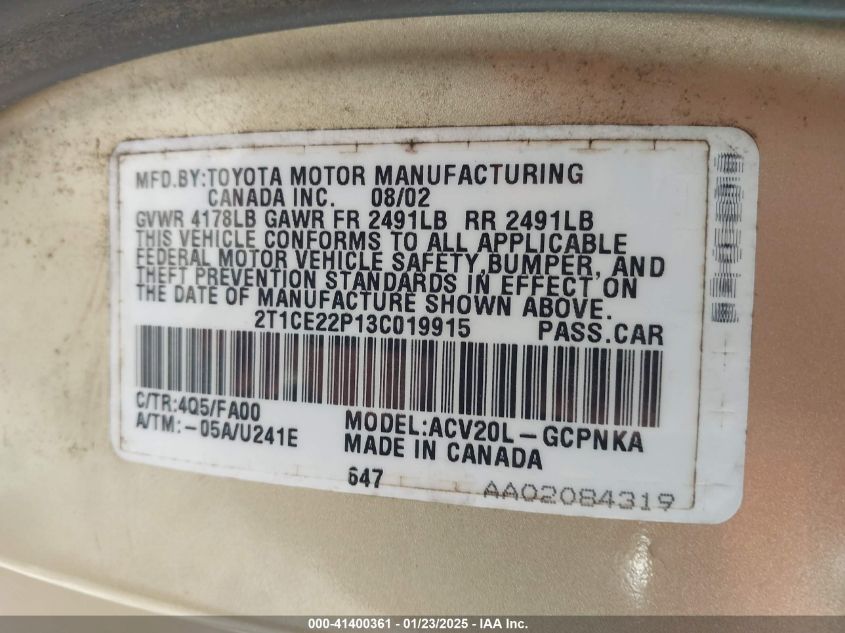 MFD.BY:TOYOTA MOTOR MANUFACTURING
CANADA INC. 08/02
GVWR 4178LB GAWR FR 2491LB RR 2491LB
THIS VEHICLE CONFORMS TO ALL APPLICABLE
FEDERAL MOTOR VEHICLE SAFETY,BUMPER, AND
THEFT PREVENTION STANDARDS IN EFFECT ON
THE DATE OF MANUFACTURE SHOWN ABOVE.
2T1CE22P13C019915 PASS.CAR
C/TR:4Q5/FA00
A/TM:-05A/U241E
MODEL:ACV20L-GCPNKA
MADE IN CANADA
647
AA02084319
000-41400361 - 01/23/2025 - IAA Inc.